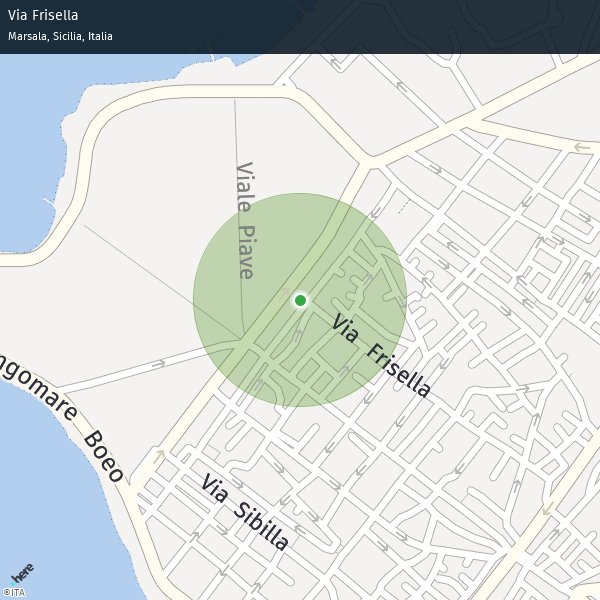 Via Frisella
Marsala, Sicilia, Italia
Viale Piave
Via Frisella
ngomare Boeo
Via Sibilla
here
©ITA